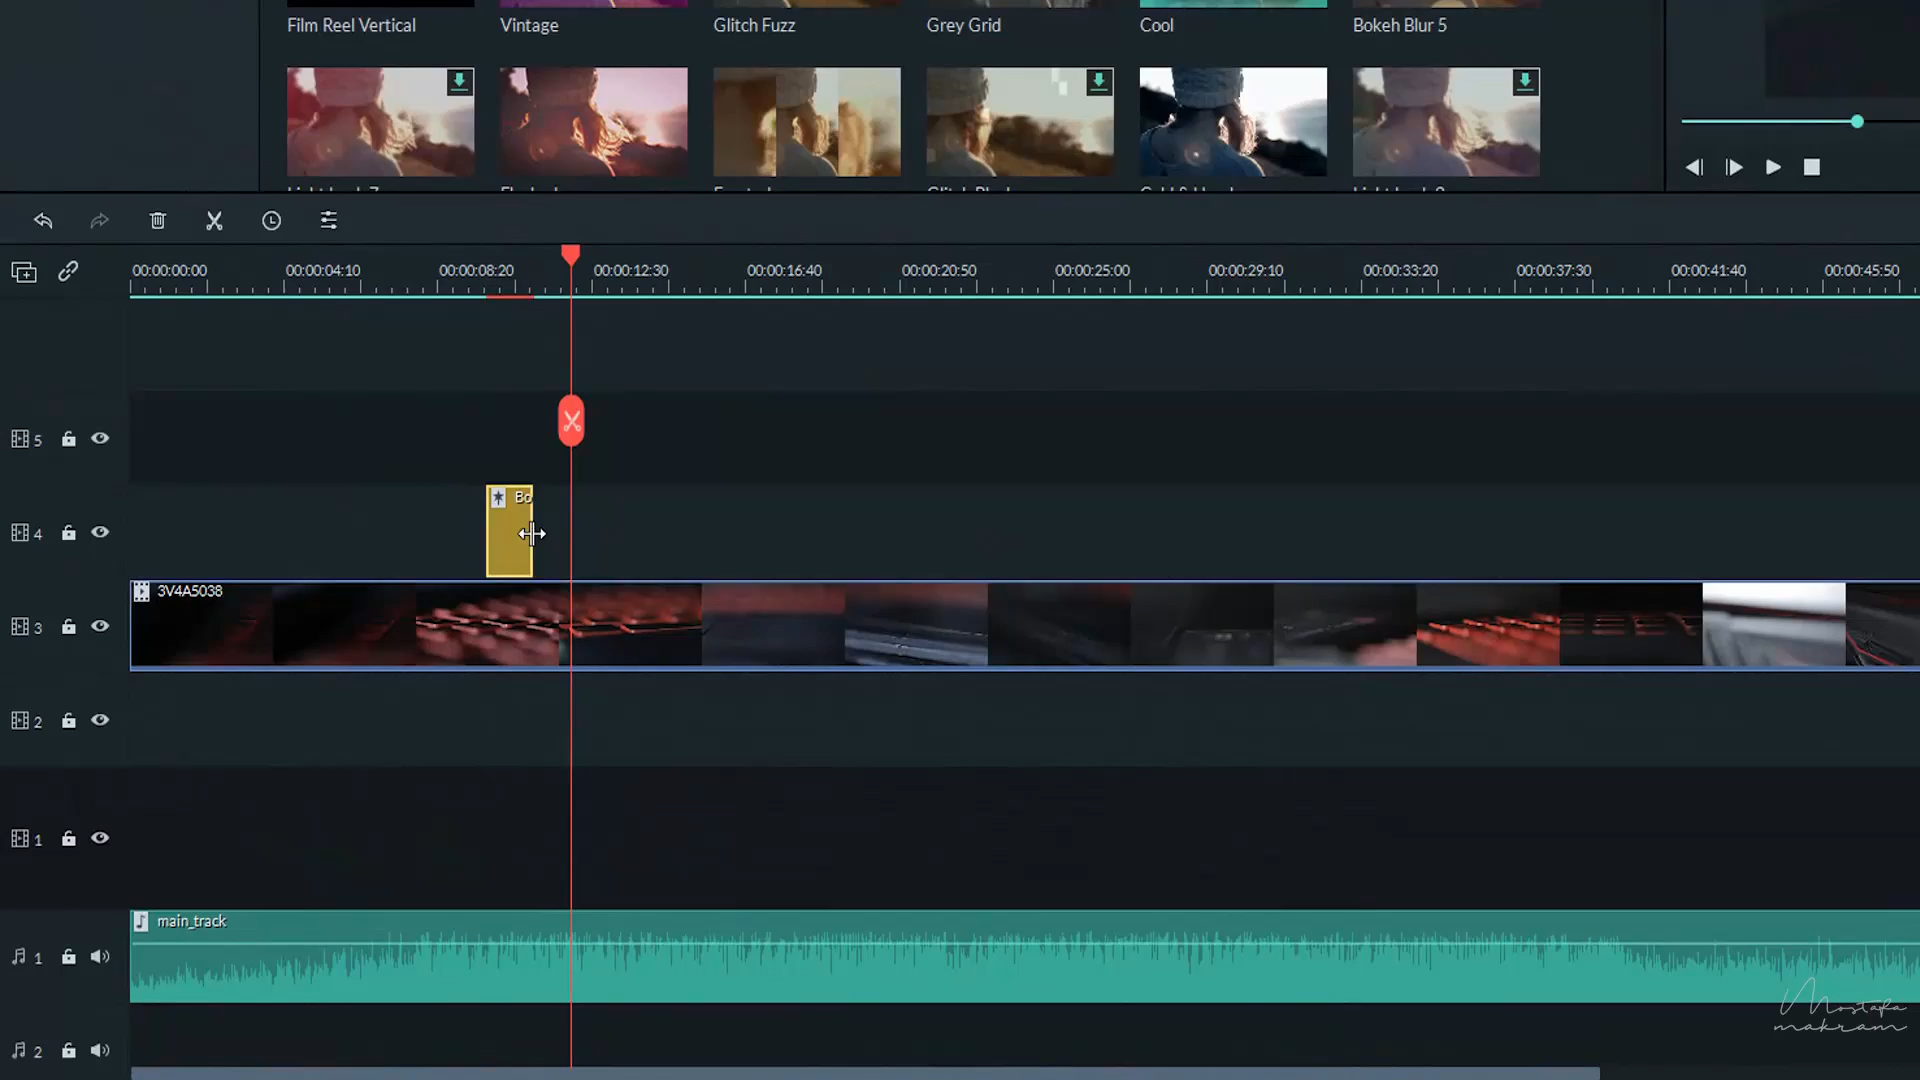 Film Reel Vertical
Vintage
Glitch Fuzz
Grey Grid
Cool
Bokeh Blur 5
00:00:00:00
00:00:04:10
00:00:08:20
00:00:12:30
00:00:16:40
00:00:20:50
00:00:25:00
00:00:29:10
00:00:33:20
00:00:37:30
00:00:41:40
00:00:45:50
5
Bo
4
3V4A5038
3
2
1
main_track
1
Mostafa
makram
2